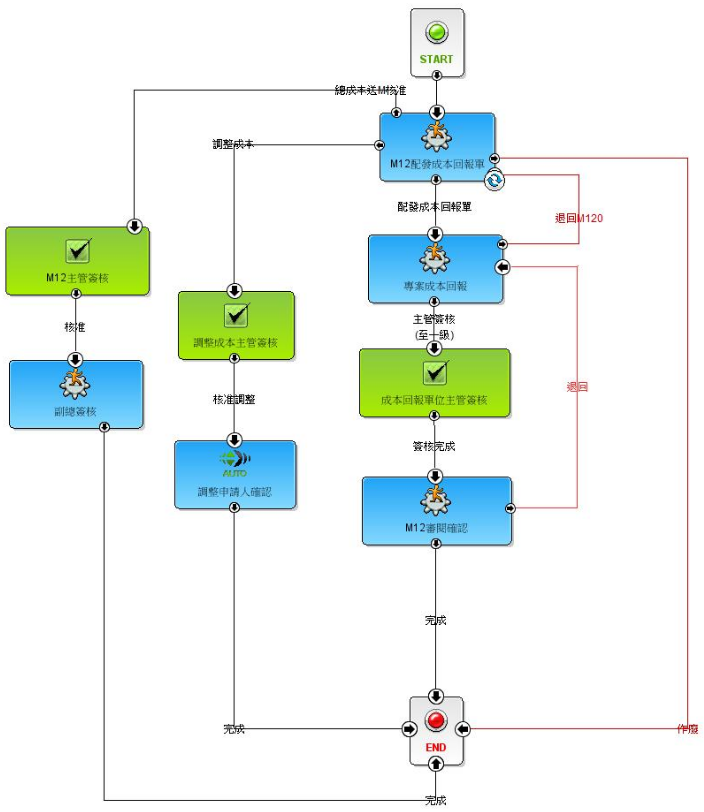 START
總成本送M核准
調整成本
M12配發成本回報單
配發成本回報單
退回M120
M12主管簽核
專案成本回報
核准
調整成本主管簽核
主管簽核
(至一級)
退回
副總簽核
核准調整
成本回報單位主管簽核
簽核完成
AUTO
調整申請人確認
M12審閱確認
完成
完成
作廢
END
完成